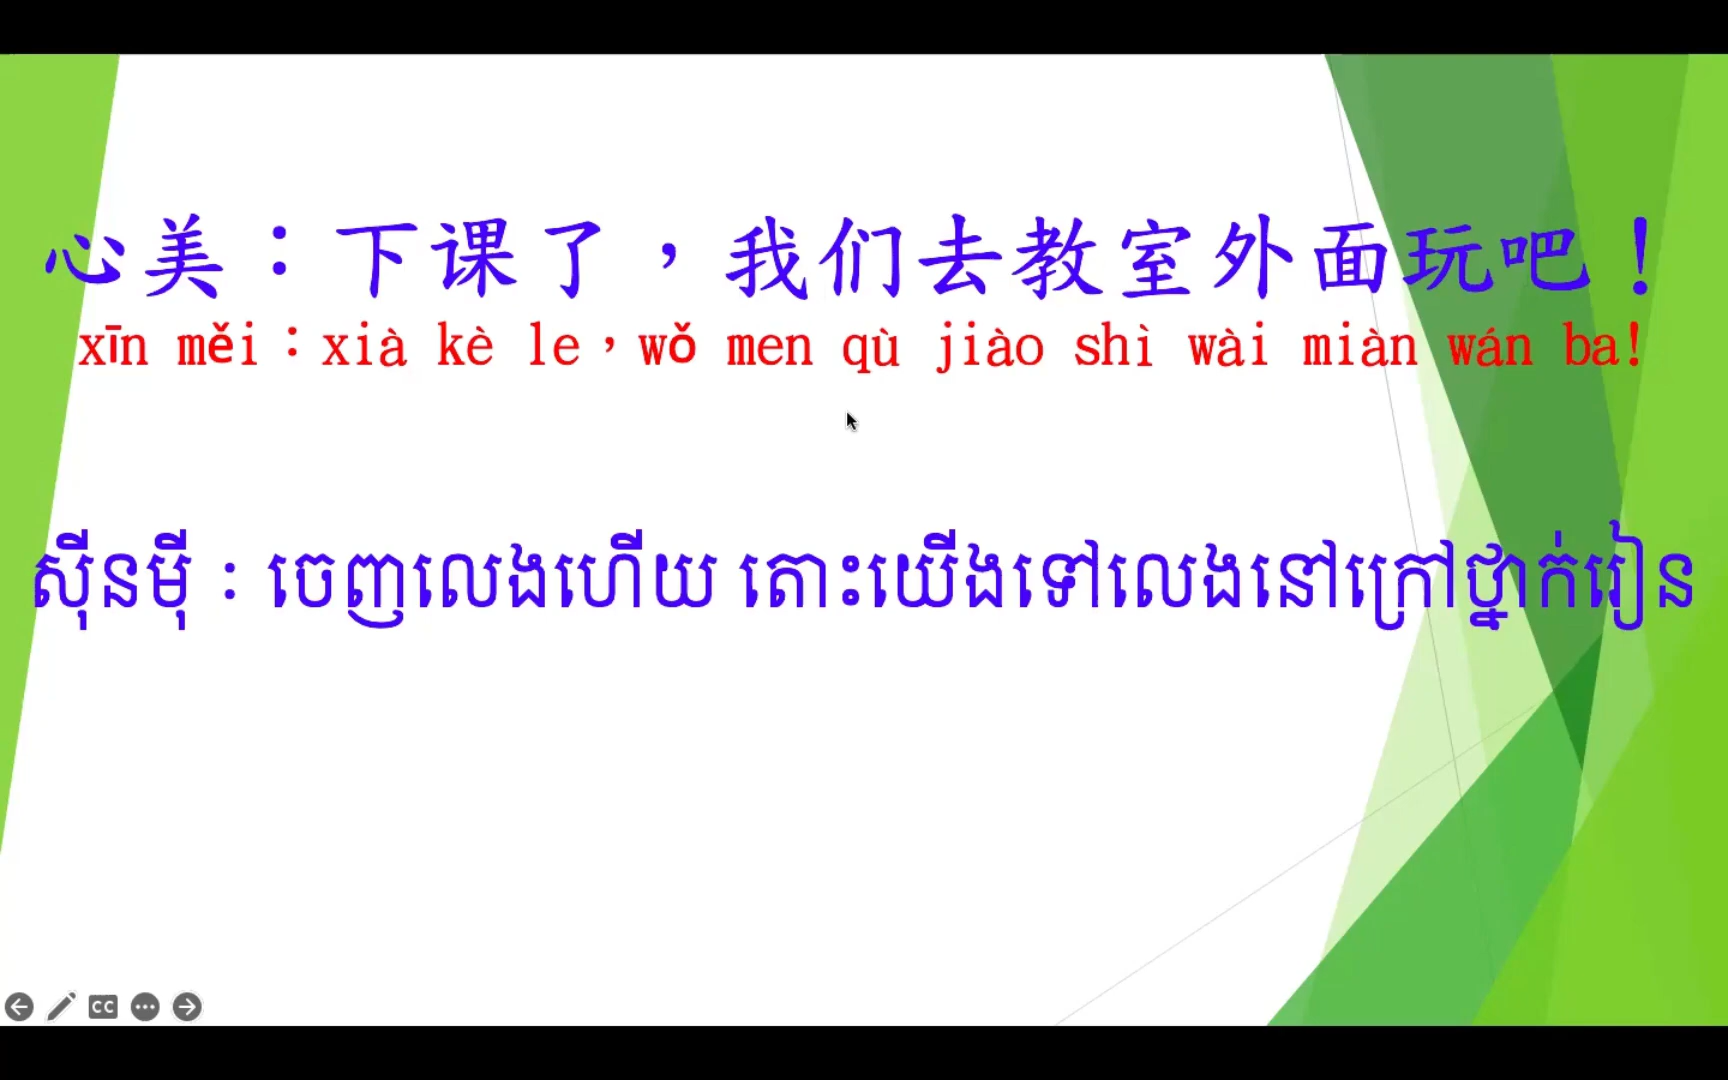 心美：下课了，我们去教室外面玩吧！
xīn měi：xià kè le，wǒ men qù jiào shì wài miàn wán ba!
ស៊ីនម៉ី : ចេញលេងហើយ តោះយើងទៅលេងនៅក្រៅថ្នាក់រៀន
CC